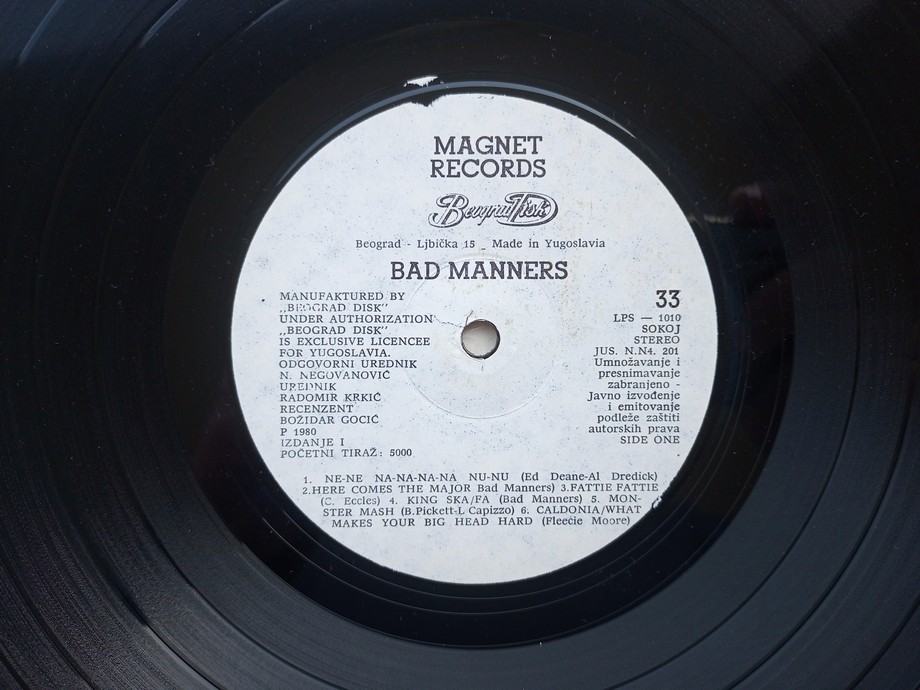 MAGNET
RECORDS
Beograd Disk
Beograd - Ljbička 15 _ Made in Yugoslavia
BAD MANNERS
MANUFAKTURED BY
„BEOGRAD DISK"
UNDER AUTHORIZATION
„BEOGRAD DISK"
IS EXCLUSIVE LICENCEE
FOR YUGOSLAVIA.
ODGOVORNI UREDNIK
N. NEGOVANOVIĆ
UREDNIK
RADOMIR KRKIĆ
RECENZENT
BOŽIDAR GOCIĆ
P 1980
IZDANJE I
POČETNI TIRAŽ: 5000
33
LPS — 1010
SOKOJ
STEREO
JUS. N.N4. 201
Umnožavanje i
presnimavanje
zabranjeno -
Javno izvođenje
i emitovanje
podleže zaštiti
autorskih prava
SIDE ONE
1. NE-NE NA-NA-NA-NA NU-NU (Ed Deane-Al Dredick)
2.HERE COMES THE MAJOR Bad Manners) 3.FATTIE FATTIE
(C. Eccles) 4. KING SKA/FA (Bad Manners) 5. MON-
STER MASH (B.Pickett-L Capizzo) 6. CALDONIA/WHAT
MAKES YOUR BIG HEAD HARD (Fleecie Moore)